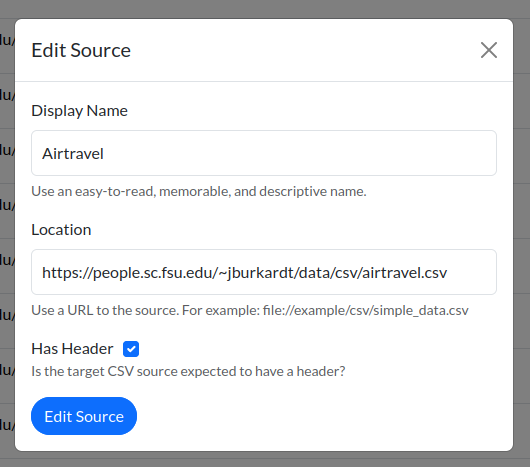 Edit Source
Display Name
Airtravel
Use an easy-to-read, memorable, and descriptive name.
Location
https://people.sc.fsu.edu/~jburkardt/data/csv/airtravel.csv
Use a URL to the source. For example: file://example/csv/simple_data.csv
Has Header
Is the target CSV source expected to have a header?
Edit Source